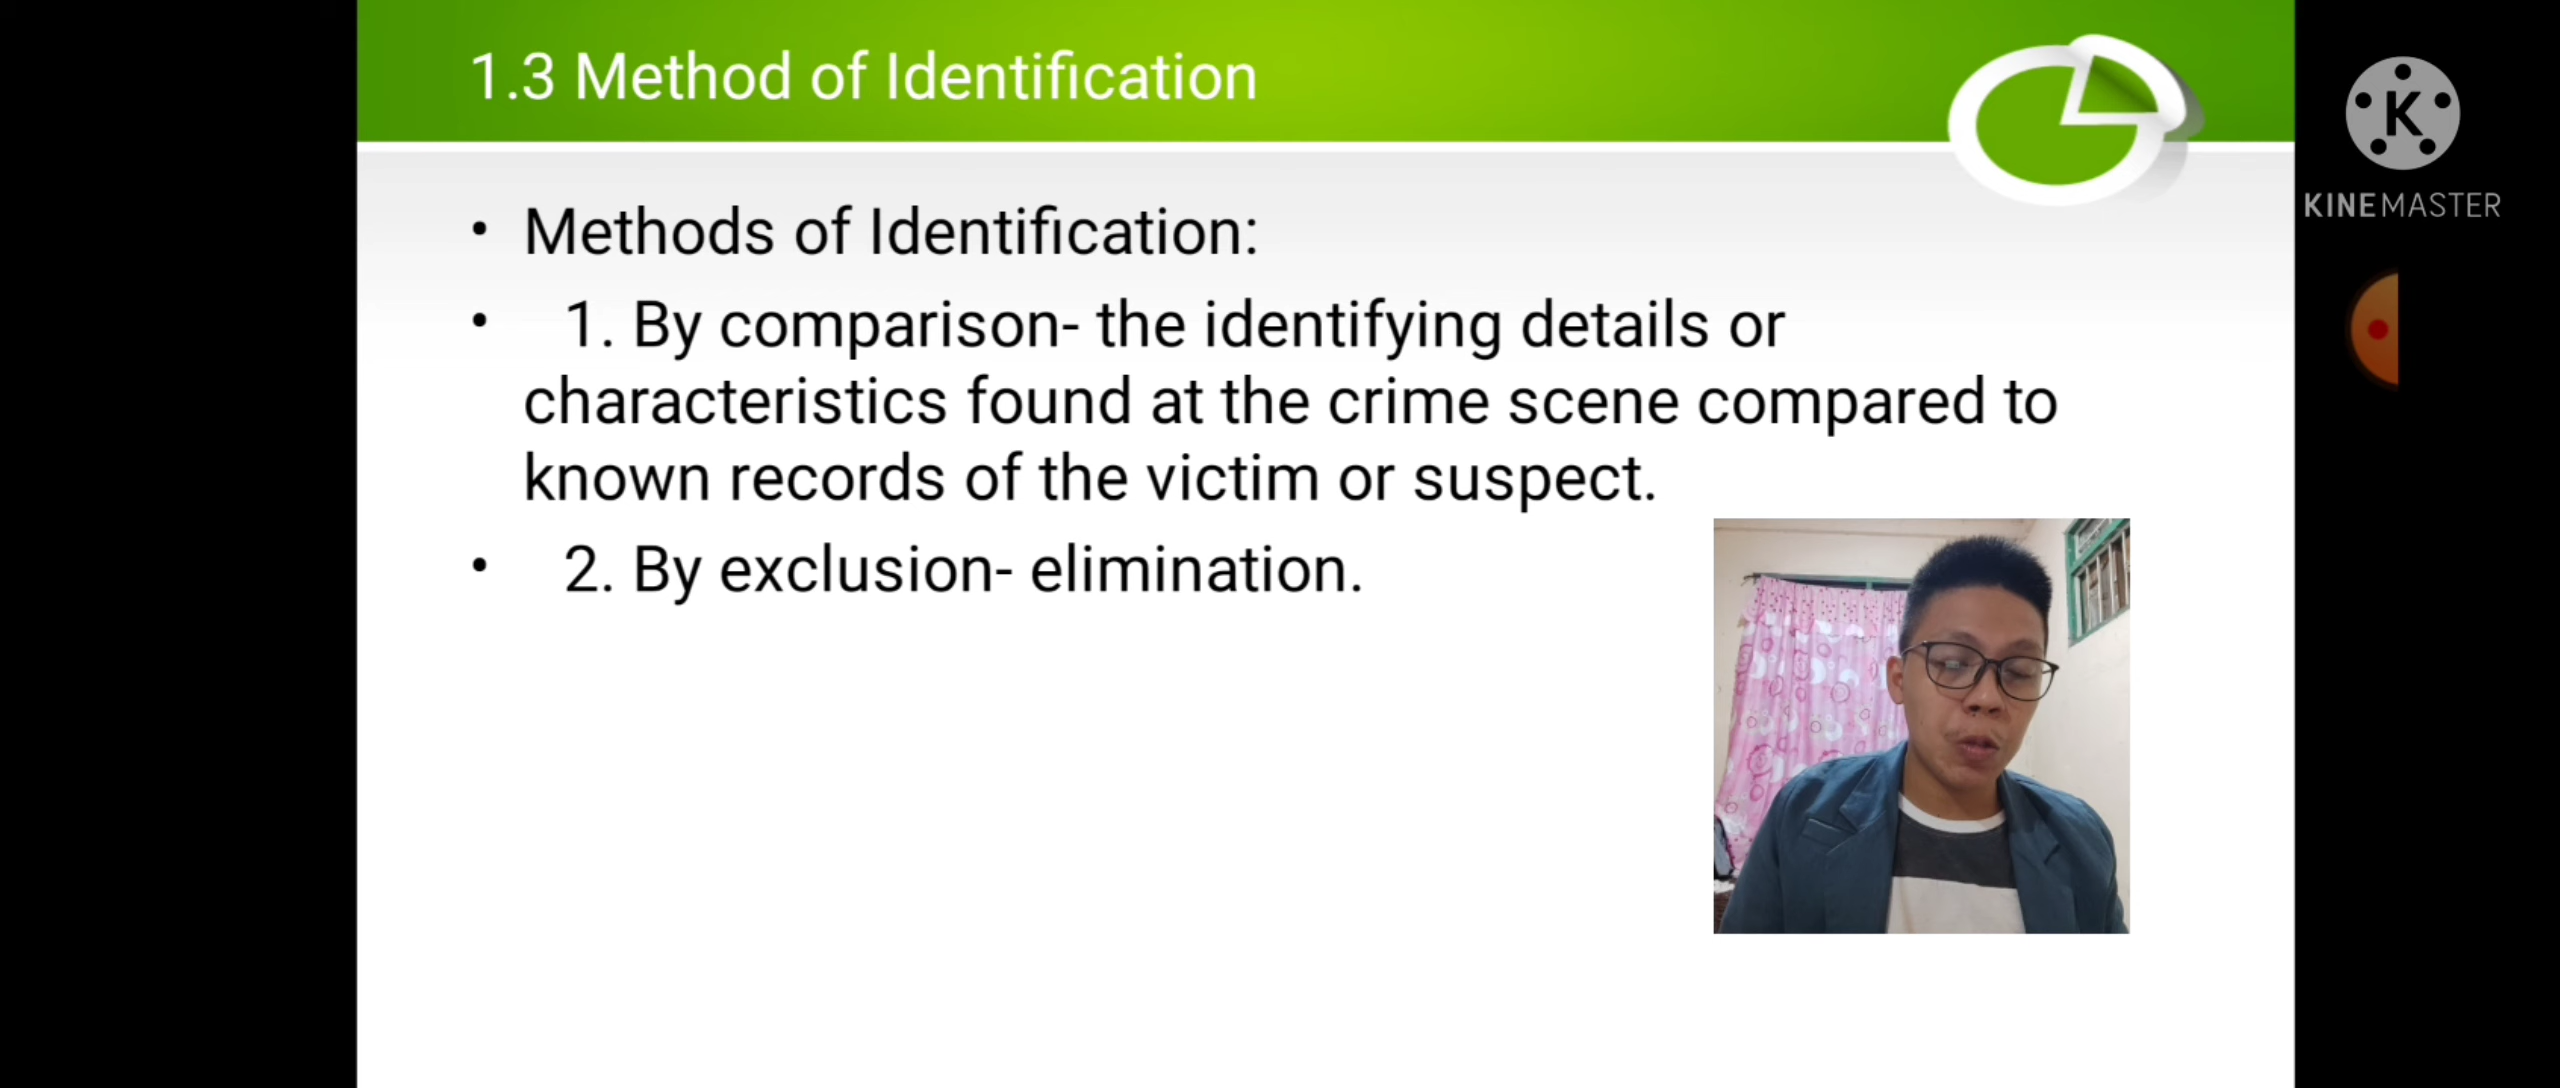 1.3 Method of Identification
K
KINEMASTER
• Methods of Identification:
• 1. By comparison- the identifying details or
characteristics found at the crime scene compared to
known records of the victim or suspect.
• 2. By exclusion- elimination.